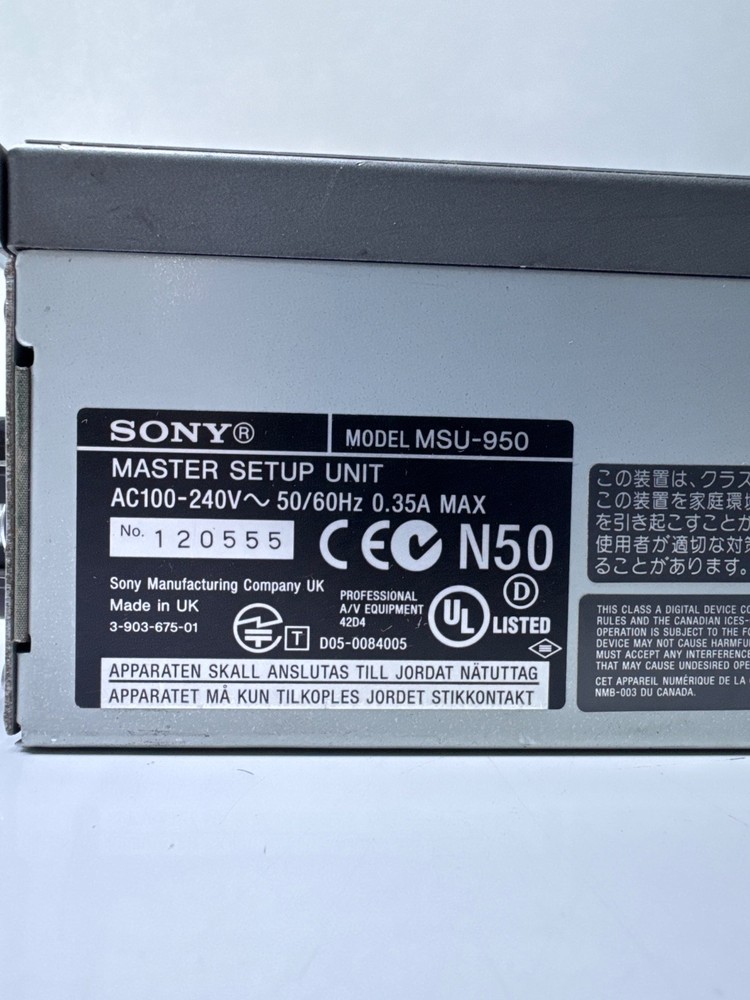 SONY® MODEL MSU-950
MASTER SETUP UNIT
AC100-240V～ 50/60Hz 0.35A MAX
No. 120555 CE N50
Sony Manufacturing Company UK
Made in UK
3-903-675-01
T
D05-0084005
PROFESSIONAL
A/V EQUIPMENT
42D4
UL LISTED
D
APPARATEN SKALL ANSLUTAS TILL JORDAT NÄTUTTAG
APPARATET MÅ KUN TILKOPLES JORDET STIKKONTAKT
この装置は、クラス
この装置を家庭環
を引き起こすことが
使用者が適切な対
ることがあります。
THIS CLASS A DIGITAL DEVICE
RULES AND THE CANADIAN ICES-
OPERATION IS SUBJECT TO THE
DEVICE MAY NOT CAUSE
MUST ACCEPT ANY INTERFERENCE
THAT MAY CAUSE UNDESIRED
CET APPAREIL NUMÉRIQUE DE LA
NMB-003 DU CANADA.